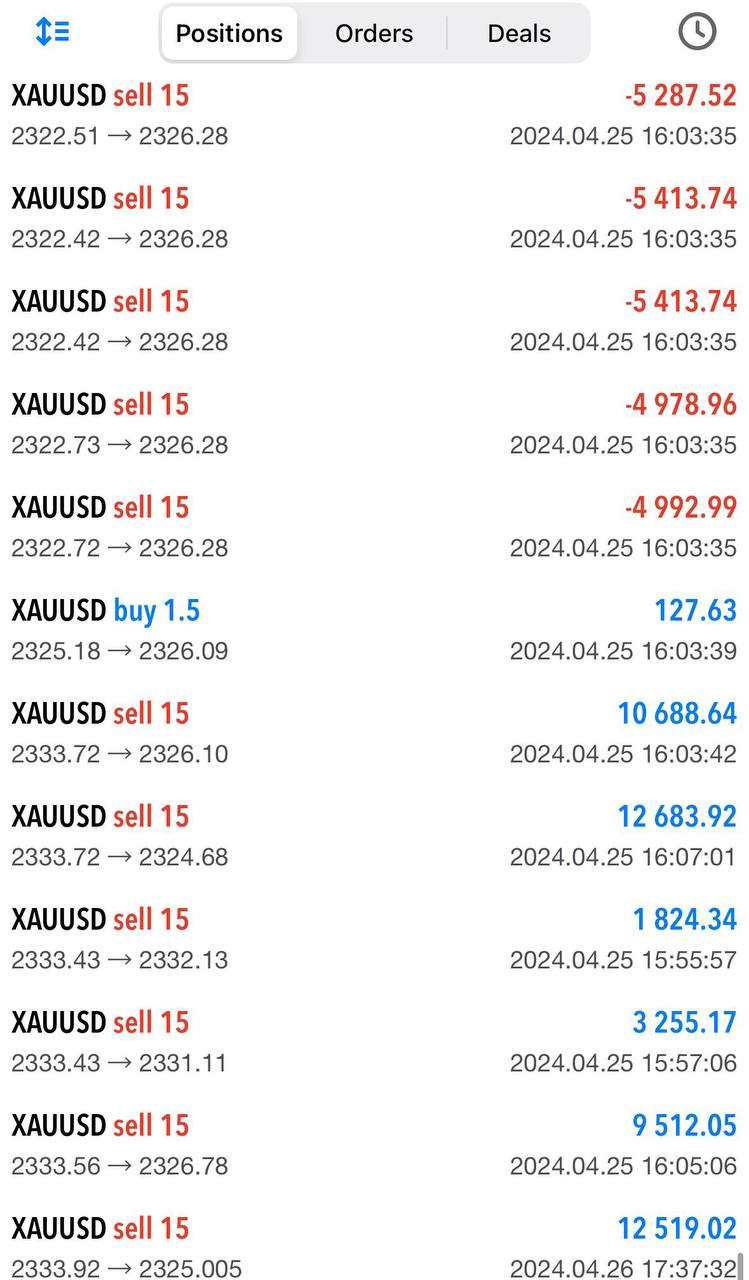 Positions Orders Deals
XAUUSD sell 15 -5 287.52
2322.51 → 2326.28 2024.04.25 16:03:35
XAUUSD sell 15 -5 413.74
2322.42 → 2326.28 2024.04.25 16:03:35
XAUUSD sell 15 -5 413.74
2322.42 → 2326.28 2024.04.25 16:03:35
XAUUSD sell 15 -4 978.96
2322.73 → 2326.28 2024.04.25 16:03:35
XAUUSD sell 15 -4 992.99
2322.72 → 2326.28 2024.04.25 16:03:35
XAUUSD buy 1.5 127.63
2325.18 → 2326.09 2024.04.25 16:03:39
XAUUSD sell 15 10 688.64
2333.72 → 2326.10 2024.04.25 16:03:42
XAUUSD sell 15 12 683.92
2333.72 → 2324.68 2024.04.25 16:07:01
XAUUSD sell 15 1 824.34
2333.43 → 2332.13 2024.04.25 15:55:57
XAUUSD sell 15 3 255.17
2333.43 → 2331.11 2024.04.25 15:57:06
XAUUSD sell 15 9 512.05
2333.56 → 2326.78 2024.04.25 16:05:06
XAUUSD sell 15 12 519.02
2333.92 → 2325.005 2024.04.26 17:37:32